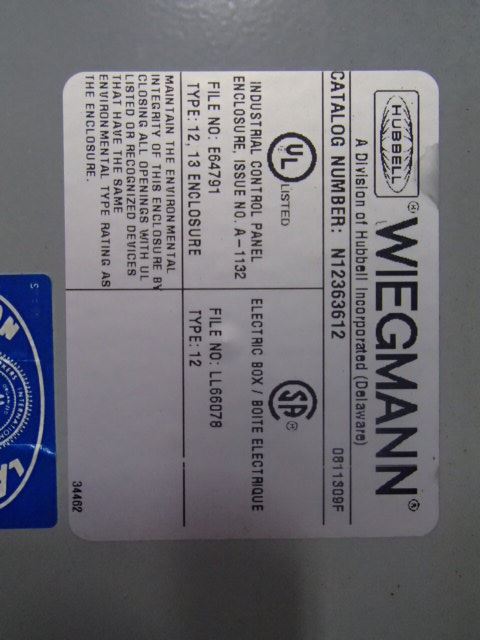 HUBBELL
® WIEGMANN®
A Division of Hubbell Incorporated (Delaware)
CATALOG NUMBER: N12363612
0811309F
UL LISTED
INDUSTRIAL CONTROL PANEL
ENCLOSURE, ISSUE NO. A-1132
FILE NO: E64791
TYPE: 12, 13 ENCLOSURE
MAINTAIN THE ENVIRONMENTAL
INTEGRITY OF THIS ENCLOSURE BY
CLOSING ALL OPENINGS WITH UL
LISTED OR RECOGNIZED DEVICES
THAT HAVE THE SAME
ENVIRONMENTAL TYPE RATING AS
THE ENCLOSURE.
SA®
ELECTRIC BOX / BOITE ELECTRIQUE
FILE NO: LL66078
TYPE: 12
34462